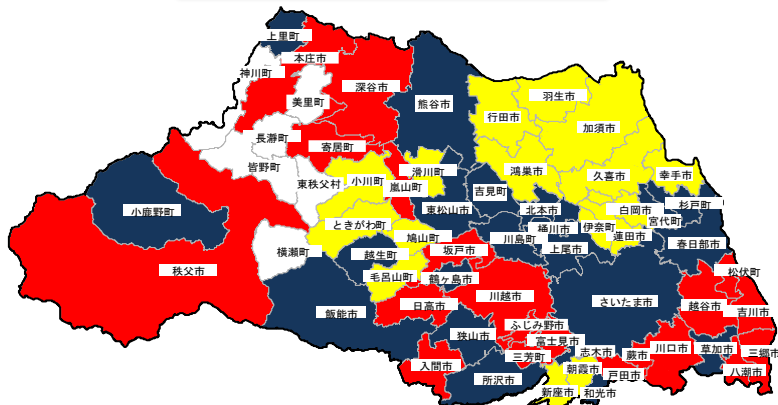 上里町
本庄市
神川町
深谷市
美里町
熊谷市
羽生市
行田市
加須市
長瀞町
寄居町
皆野町
東秩父村
小川町
嵐山町
滑川町
鴻巣市
久喜市
幸手市
吉見町
小鹿野町
東松山市
北本市
白岡市
杉戸町
宮代町
ときがわ町
鳩山町
川島町
桶川市
伊奈町
蓮田市
上尾市
春日部市
横瀬町
越生町
坂戸市
秩父市
毛呂山町
鶴ヶ島市
松伏町
日高市
川越市
さいたま市
越谷市
吉川市
飯能市
ふじみ野市
狭山市
富士見市
入間市
三芳町
志木市
蕨市
川口市
草加市
三郷市
所沢市
朝霞市
戸田市
八潮市
新座市
和光市